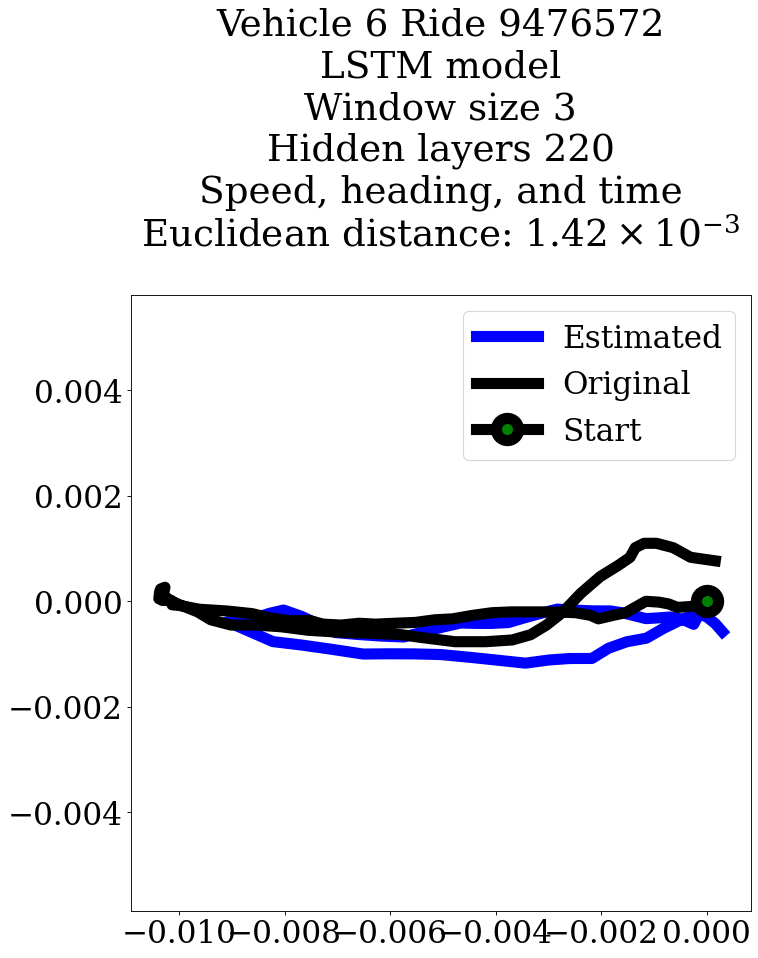 Vehicle 6 Ride 9476572
LSTM model
Window size 3
Hidden layers 220
Speed, heading, and time
Euclidean distance: 1.42 × 10⁻³
Estimated
Original
Start
0.004
0.002
0.000
−0.002
−0.004
−0.010 −0.008 −0.006 −0.004 −0.002 0.000